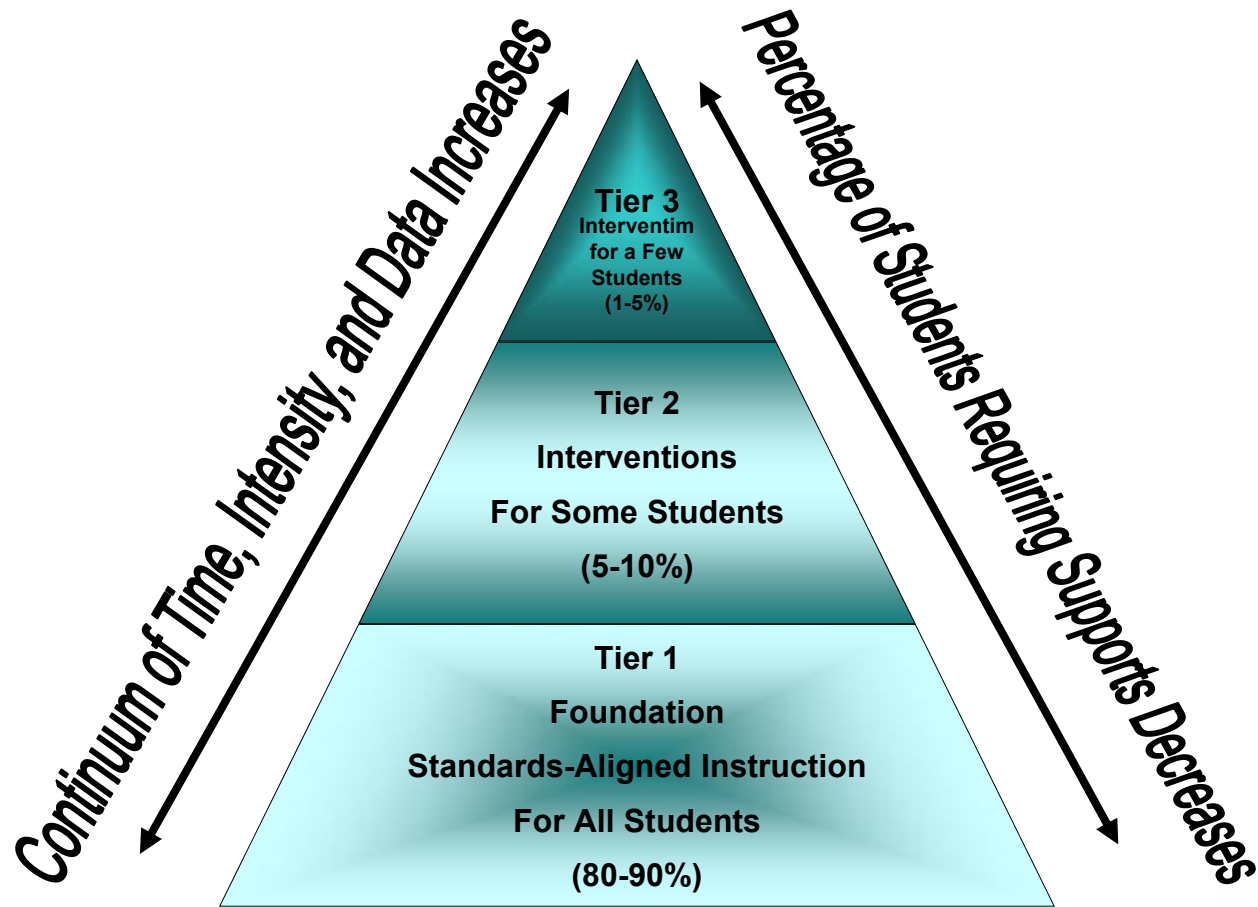 Continuum of Time, Intensity, and Data Increases
Percentage of Students Requiring Supports Decreases
Tier 3
Interventim
for a Few
Students
(1-5%)
Tier 2
Interventions
For Some Students
(5-10%)
Tier 1
Foundation
Standards-Aligned Instruction
For All Students
(80-90%)